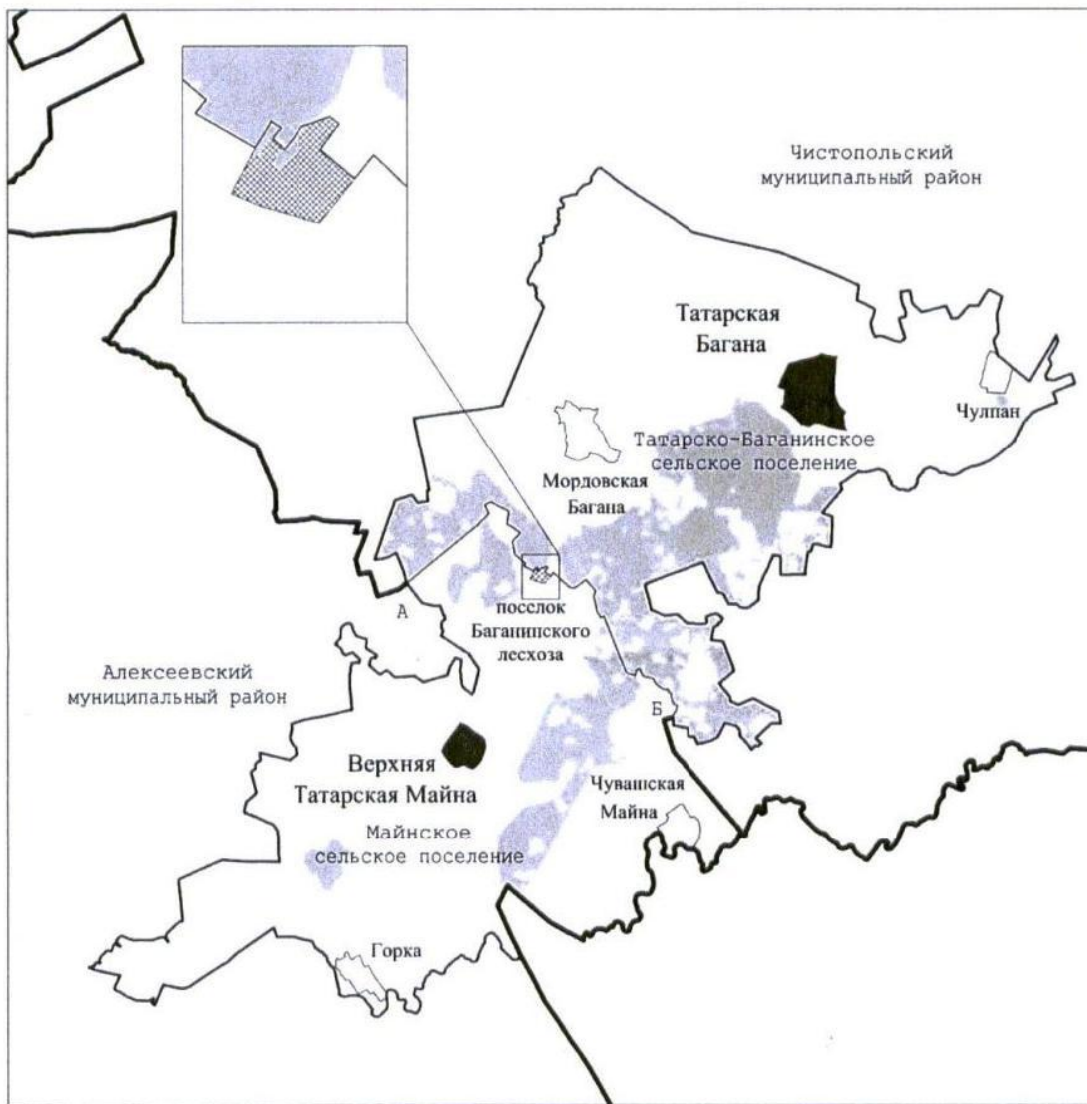 Чистопольский
муниципальный район
Татарская
Багана
Чулпан
Татарско-Баганинское
сельское поселение
Мордовская
Багана
А
поселок
Баганинского
лесхоза
Алексеевский
муниципальный район
Б
Верхняя
Татарская Майна
Чувашская
Майна
Майнское
сельское поселение
Горка